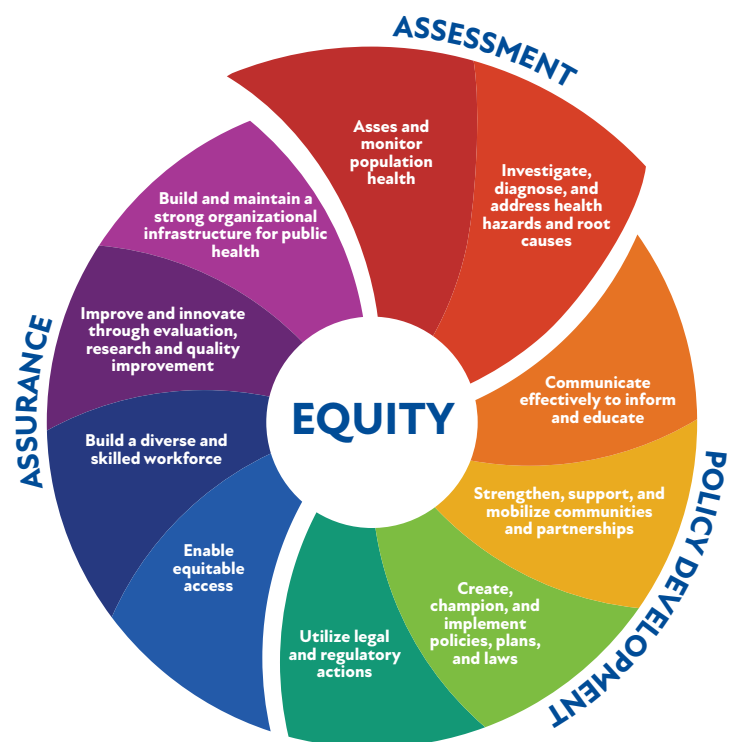 ASSESSMENT
Asses and
monitor
population
health
Investigate,
diagnose, and
address health
hazards and root
causes
POLICY DEVELOPMENT
Communicate
effectively to inform
and educate
Strengthen, support, and
mobilize communities
and partnerships
Create,
champion, and
implement
policies, plans,
and laws
Utilize legal
and regulatory
actions
ASSURANCE
Enable
equitable
access
Build a diverse and
skilled workforce
Improve and innovate
through evaluation,
research and quality
improvement
Build and maintain a
strong organizational
infrastructure for public
health
EQUITY